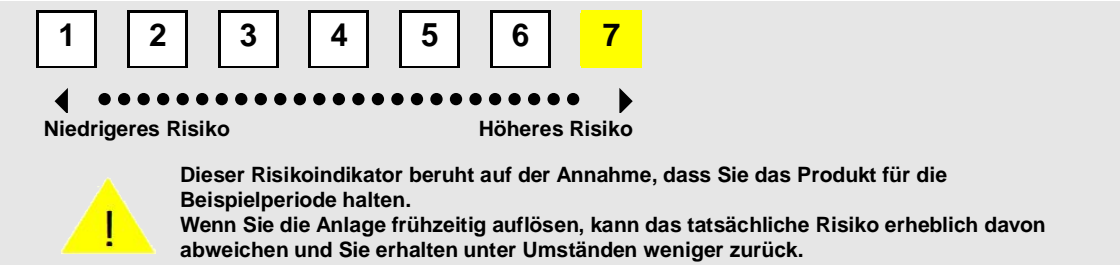 1 2 3 4 5 6 7
Niedrigeres Risiko Höheres Risiko
Dieser Risikoindikator beruht auf der Annahme, dass Sie das Produkt für die
Beispielperiode halten.
Wenn Sie die Anlage frühzeitig auflösen, kann das tatsächliche Risiko erheblich davon
abweichen und Sie erhalten unter Umständen weniger zurück.
!